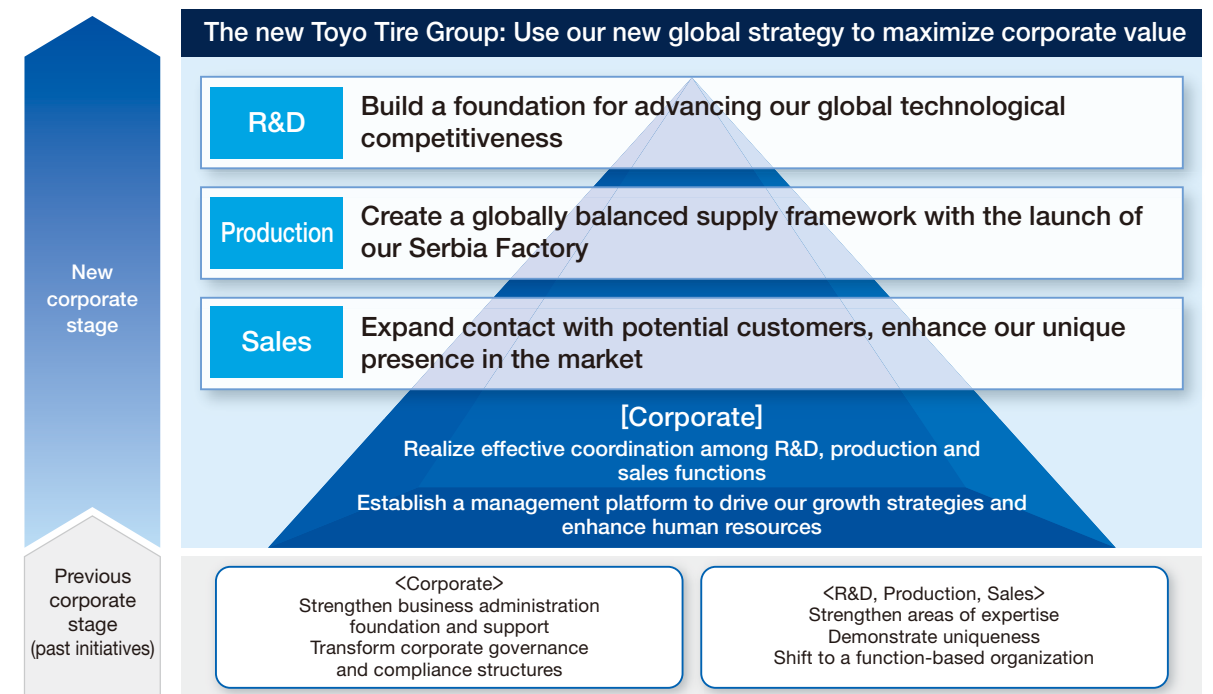 The new Toyo Tire Group: Use our new global strategy to maximize corporate value
R&D
Build a foundation for advancing our global technological
competitiveness
Production
Create a globally balanced supply framework with the launch of
our Serbia Factory
Sales
Expand contact with potential customers, enhance our unique
presence in the market
New
corporate
stage
[Corporate]
Realize effective coordination among R&D, production and
sales functions
Establish a management platform to drive our growth strategies and
enhance human resources
Previous
corporate
stage
(past initiatives)
<Corporate>
Strengthen business administration
foundation and support
Transform corporate governance
and compliance structures
<R&D, Production, Sales>
Strengthen areas of expertise
Demonstrate uniqueness
Shift to a function-based organization